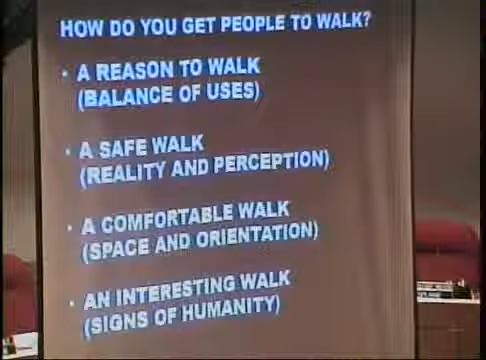 HOW DO YOU GET PEOPLE TO WALK?
• A REASON TO WALK
(BALANCE OF USES)
• A SAFE WALK
(REALITY AND PERCEPTION)
• A COMFORTABLE WALK
(SPACE AND ORIENTATION)
• AN INTERESTING WALK
(SIGNS OF HUMANITY)